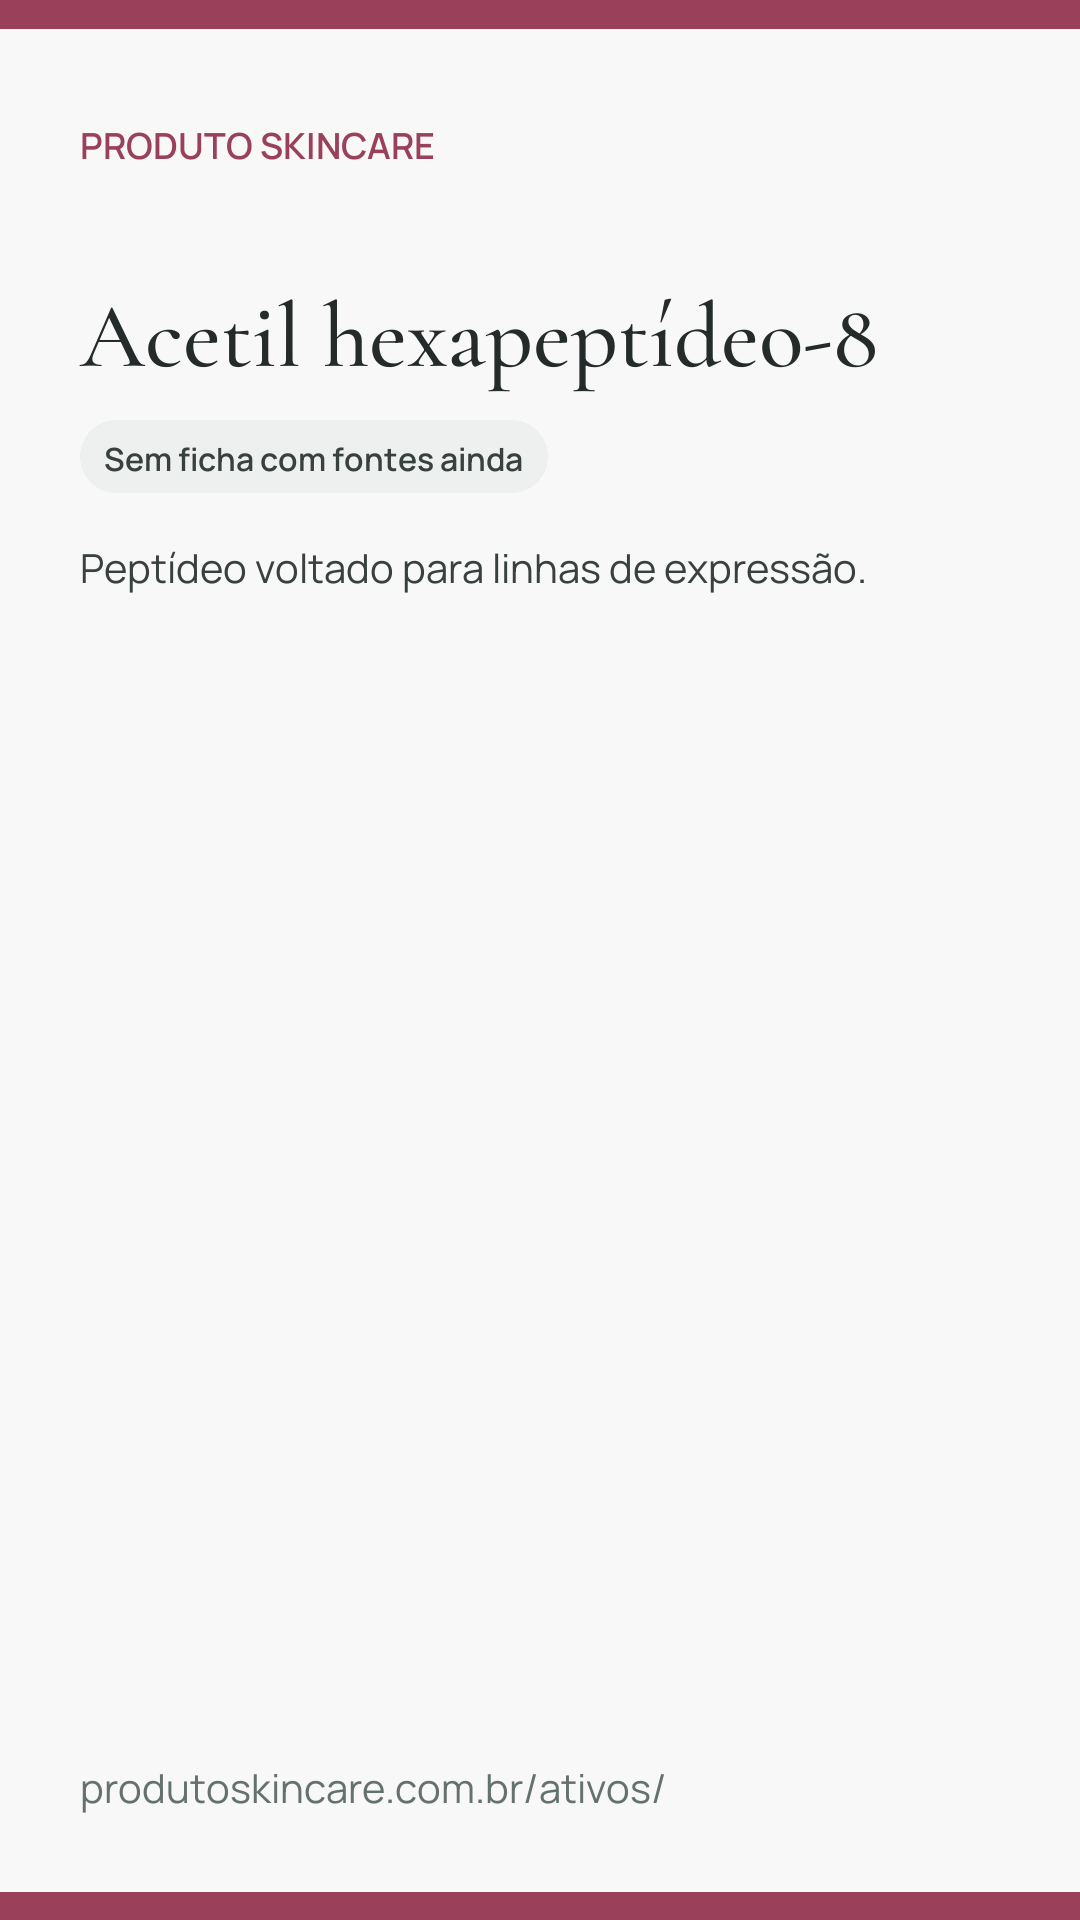 PRODUTO SKINCARE
Acetil hexapeptídeo-8
Sem ficha com fontes ainda
Peptídeo voltado para linhas de expressão.
produtoskincare.com.br/ativos/